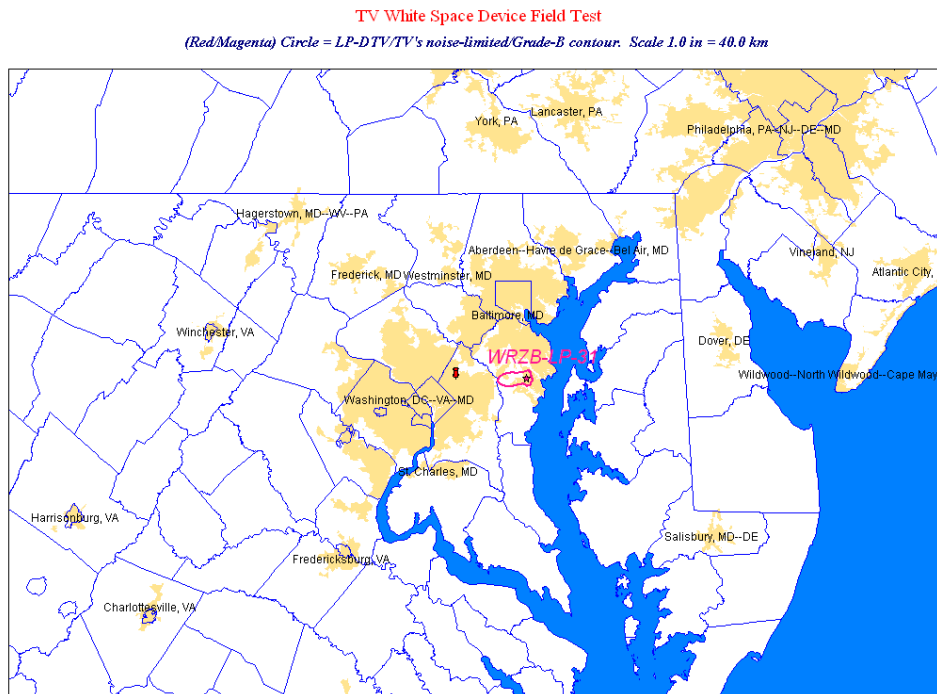 TV White Space Device Field Test
(Red/Magenta) Circle = LP-DTV/TV's noise-limited/Grade-B contour. Scale 1.0 in = 40.0 km
Lancaster, PA
York, PA
Philadelphia, PA--NJ--DE--MD
Hagerstown, MD--WV--PA
Aberdeen--Havre de Grace--Bel Air, MD
Vineland, NJ
Frederick, MD
Westminster, MD
Atlantic City,
Baltimore, MD
Winchester, VA
Dover, DE
WRZB-LP-31
Wildwood--North Wildwood--Cape May
Washington, DC--VA--MD
St. Charles, MD
Harrisonburg, VA
Salisbury, MD--DE
Fredericksburg, VA
Charlottesville, VA